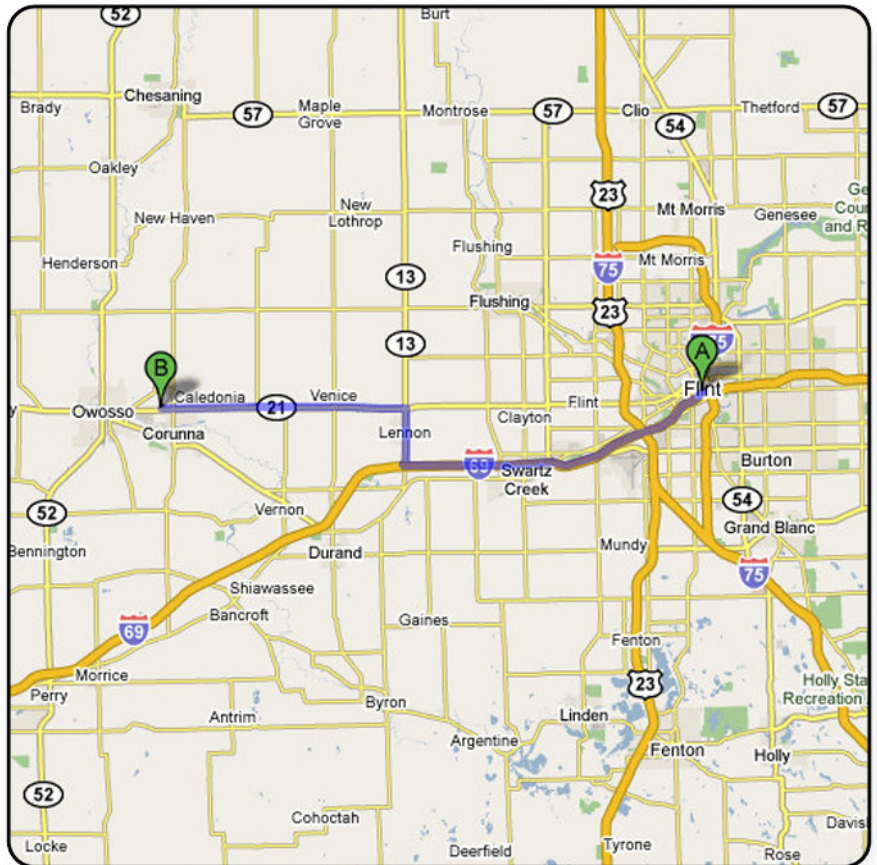 52
Burt
Brady
Chesaning
57
Maple
Grove
Montrose
57
Clio
54
Thetford
57
Oakley
New Haven
New
Lothrop
23
Mt Morris
Genesee
Ge
Cour
and R
Henderson
Flushing
13
75
Mt Morris
Flushing
23
13
75
A
B
y
Owosso
Caledonia
21
Venice
Clayton
Flint
Flint
Corunna
Lennon
69
Swartz
Creek
Burton
52
Vernon
54
Grand Blanc
Bennington
Durand
Mundy
75
Shiawassee
Bancroft
69
Gaines
Fenton
Morrice
Perry
Byron
23
Holly Sta
Recreation
Antrim
Linden
Argentine
Fenton
Holly
52
Cohoctah
Davis
Locke
Deerfield
Tyrone
Rose